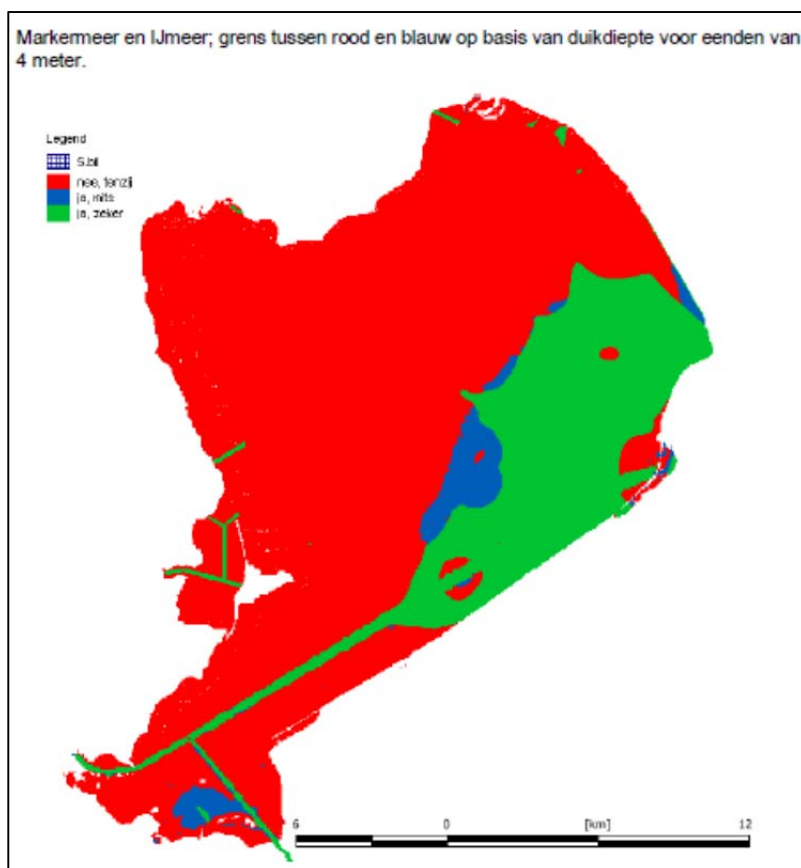 Markermeer en IJmeer; grens tussen rood en blauw op basis van duikdiepte voor eenden van
4 meter.
Legend
nee, tenzij
ja, mits
ja, zeker
6 0 [km] 12